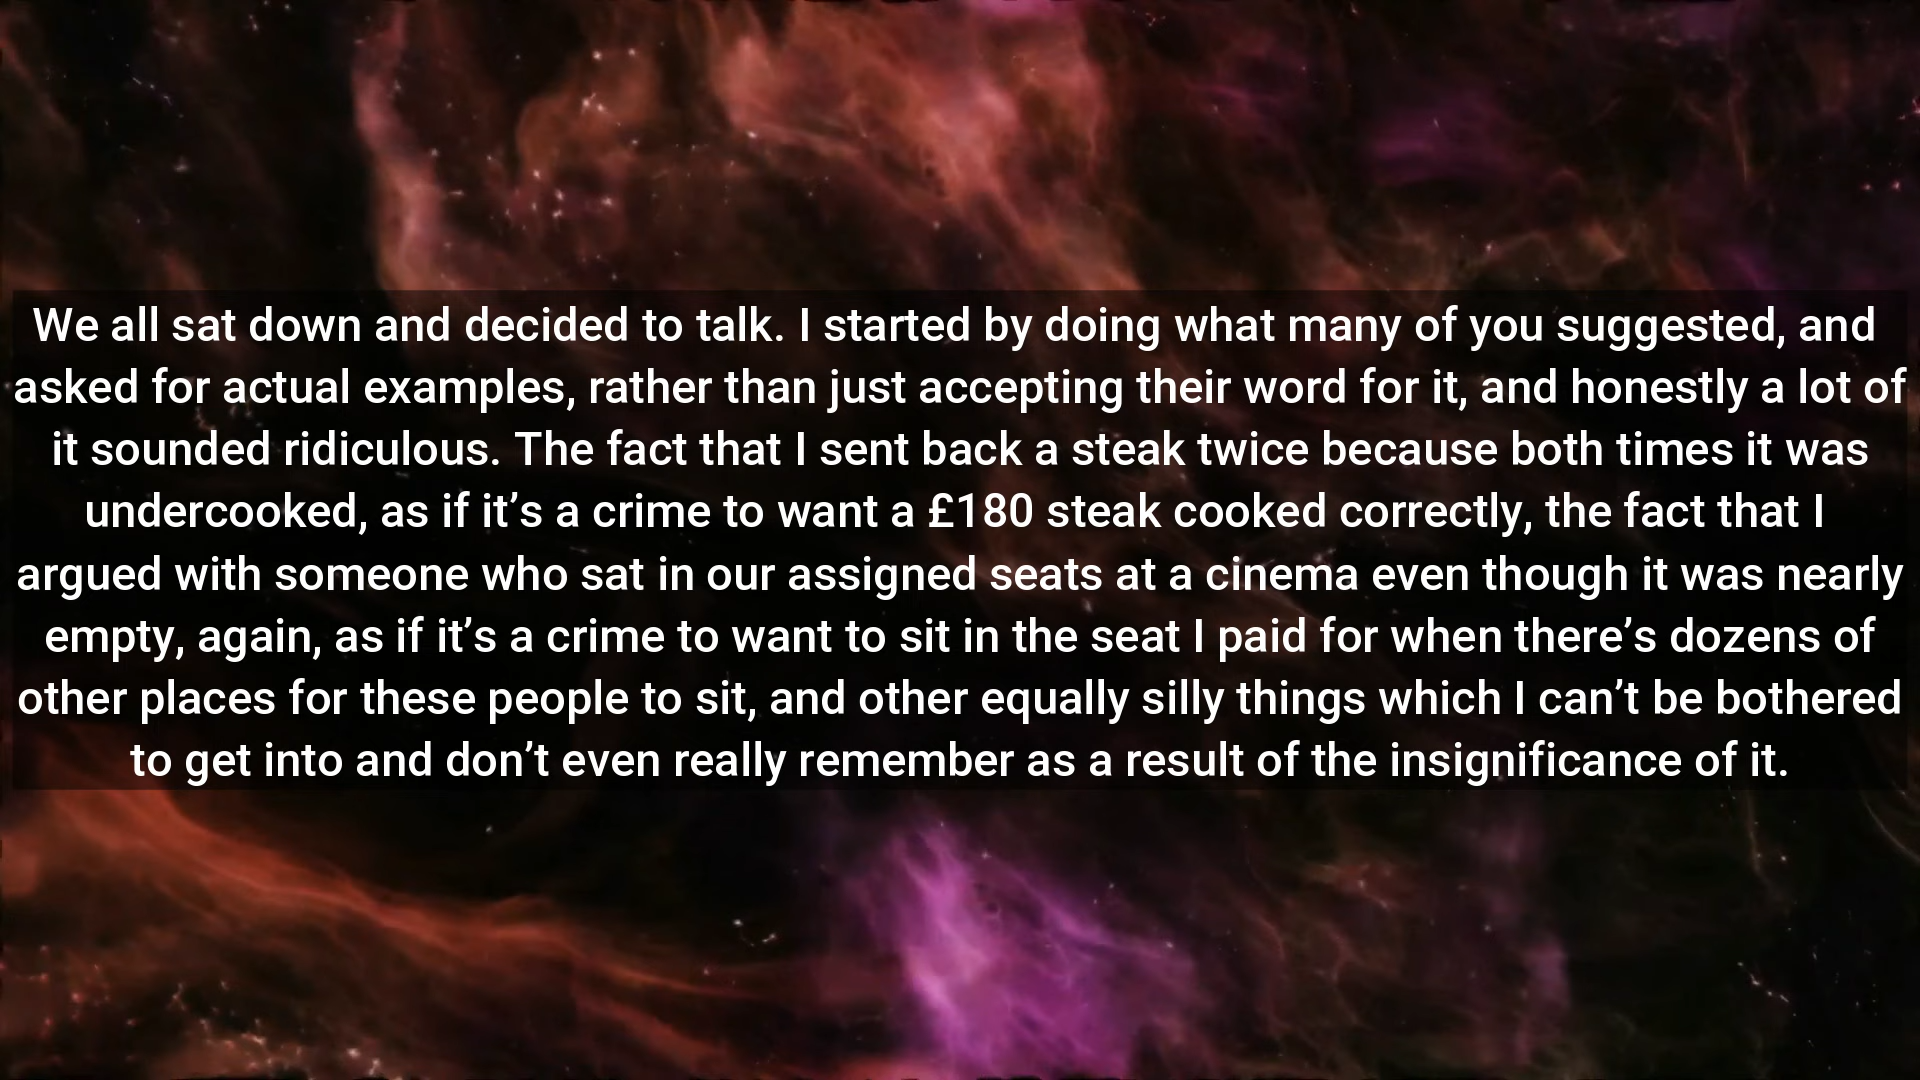 We all sat down and decided to talk. I started by doing what many of you suggested, and
asked for actual examples, rather than just accepting their word for it, and honestly a lot of
it sounded ridiculous. The fact that I sent back a steak twice because both times it was
undercooked, as if it’s a crime to want a £180 steak cooked correctly, the fact that I
argued with someone who sat in our assigned seats at a cinema even though it was nearly
empty, again, as if it’s a crime to want to sit in the seat I paid for when there’s dozens of
other places for these people to sit, and other equally silly things which I can’t be bothered
to get into and don’t even really remember as a result of the insignificance of it.